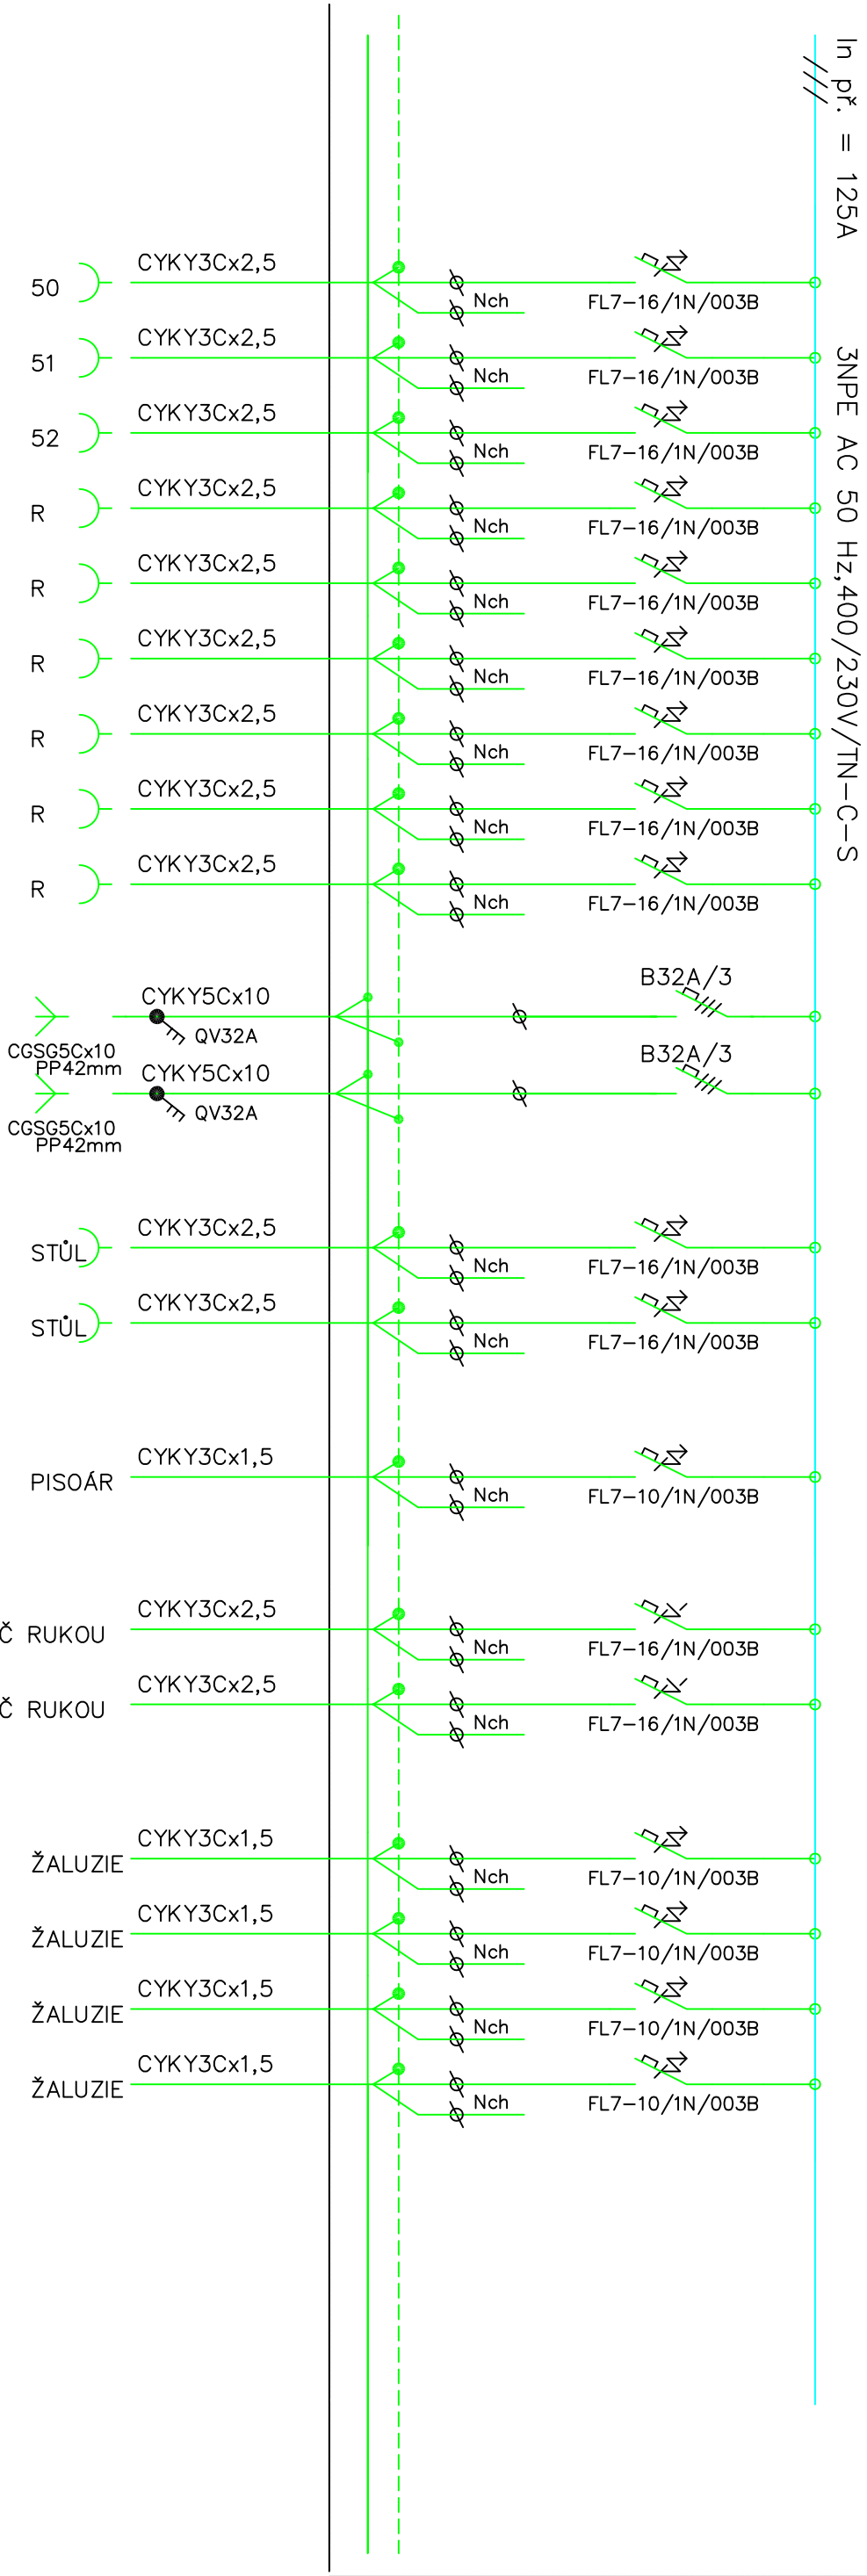 In př. = 125A
3NPE AC 50 Hz,400/230V/TN-C-S
CYKY3Cx2,5
50
Nch
FL7-16/1N/003B
CYKY3Cx2,5
51
Nch
FL7-16/1N/003B
CYKY3Cx2,5
52
Nch
FL7-16/1N/003B
CYKY3Cx2,5
R
Nch
FL7-16/1N/003B
CYKY3Cx2,5
R
Nch
FL7-16/1N/003B
CYKY3Cx2,5
R
Nch
FL7-16/1N/003B
CYKY3Cx2,5
R
Nch
FL7-16/1N/003B
CYKY3Cx2,5
R
Nch
FL7-16/1N/003B
CYKY3Cx2,5
R
Nch
FL7-16/1N/003B
B32A/3
CYKY5Cx10
QV32A
CGSG5Cx10
PP42mm
B32A/3
CYKY5Cx10
QV32A
CGSG5Cx10
PP42mm
CYKY3Cx2,5
STŮL
Nch
FL7-16/1N/003B
CYKY3Cx2,5
STŮL
Nch
FL7-16/1N/003B
CYKY3Cx1,5
PISOÁR
Nch
FL7-10/1N/003B
CYKY3Cx2,5
Č RUKOU
Nch
FL7-16/1N/003B
CYKY3Cx2,5
Č RUKOU
Nch
FL7-16/1N/003B
CYKY3Cx1,5
ŽALUZIE
Nch
FL7-10/1N/003B
CYKY3Cx1,5
ŽALUZIE
Nch
FL7-10/1N/003B
CYKY3Cx1,5
ŽALUZIE
Nch
FL7-10/1N/003B
CYKY3Cx1,5
ŽALUZIE
Nch
FL7-10/1N/003B